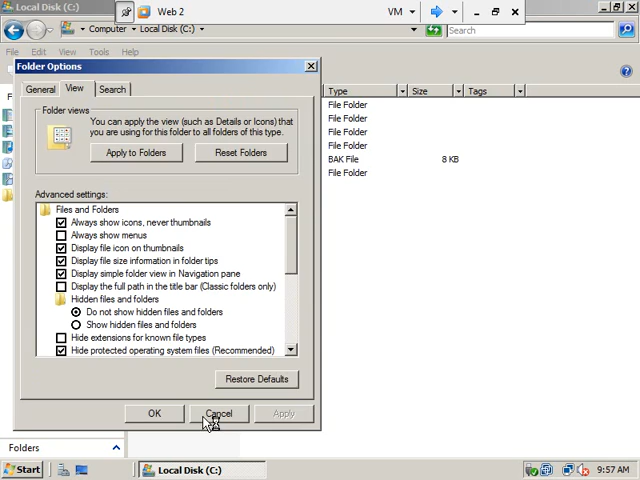 Local Disk (C:)
Web 2
VM
Computer
Local Disk (C:)
Search
File Edit View Tools Help
Folder Options
General View Search
Folder views
You can apply the view (such as Details or Icons) that
you are using for this folder to all folders of this type.
Apply to Folders Reset Folders
Advanced settings:
Files and Folders
Always show icons, never thumbnails
Always show menus
Display file icon on thumbnails
Display file size information in folder tips
Display simple folder view in Navigation pane
Display the full path in the title bar (Classic folders only)
Hidden files and folders
Do not show hidden files and folders
Show hidden files and folders
Hide extensions for known file types
Hide protected operating system files (Recommended)
Restore Defaults
OK Cancel Apply
Type Size Tags
File Folder
File Folder
File Folder
File Folder
BAK File 8 KB
File Folder
Folders
Start
Local Disk (C:)
9:57 AM